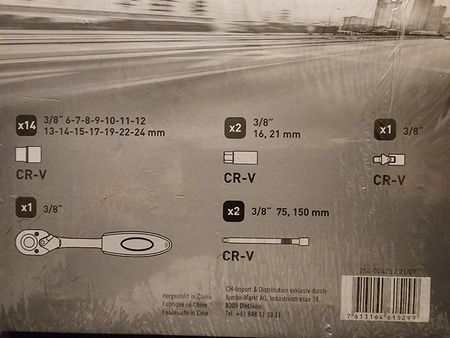 x14 3/8" 6-7-8-9-10-11-12
13-14-15-17-19-22-24 mm
CR-V
x2 3/8"
16, 21 mm
CR-V
x1 3/8"
CR-V
x1 3/8"
x2 3/8" 75, 150 mm
CR-V
Hergestellt in China
Fabriqué en Chine
Fabbricato in Cina
CH-Import & Distribution exklusiv durch
Jumbo-Markt AG, Industriestrasse 34,
8305 Dietlikon
Tel. +41 848 11 33 11
7613164615299